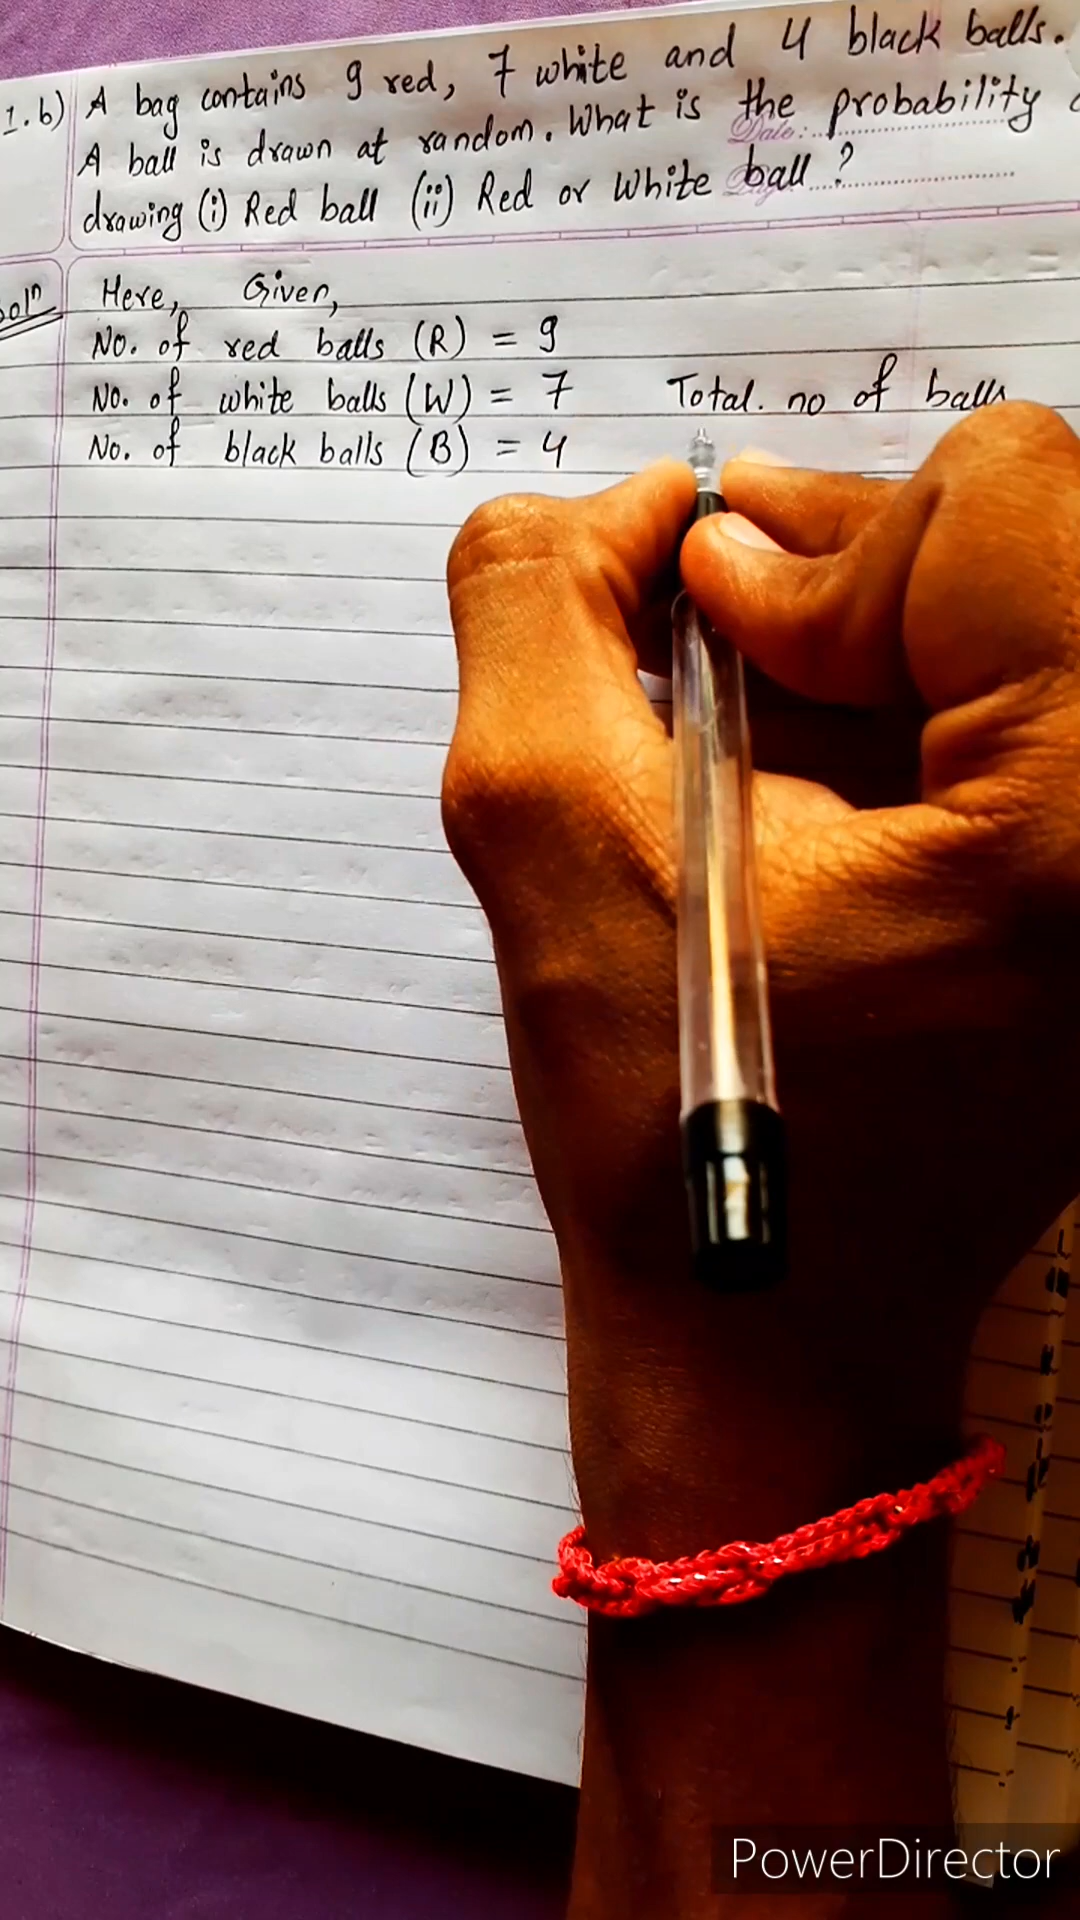 1. b) A bag contains 9 red, 7 white and 4 black balls.
A ball is drawn at random. What is the probability
drawing (i) Red ball (ii) Red or White ball ?
Date:
Soln Here, Given,
No. of red balls (R) = 9
No. of white balls (W) = 7 Total. no of balls
No. of black balls (B) = 4
PowerDirector